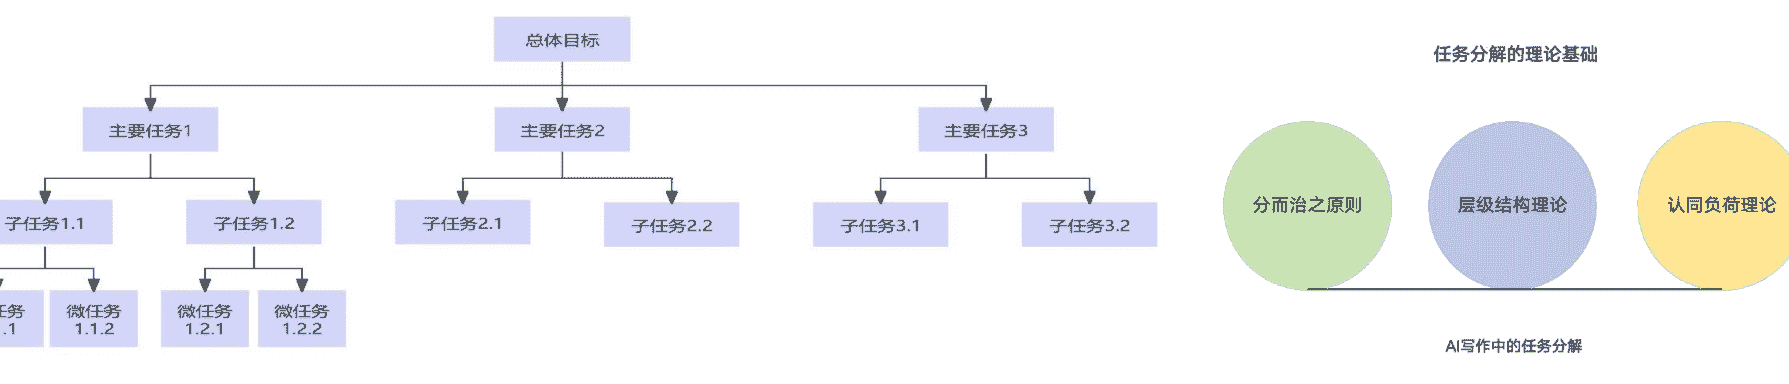 总体目标
主要任务1
主要任务2
主要任务3
子任务1.1
子任务1.2
子任务2.1
子任务2.2
子任务3.1
子任务3.2
任务
.1
微任务
1.1.2
微任务
1.2.1
微任务
1.2.2
任务分解的理论基础
分而治之原则
层级结构理论
认同负荷理论
AI写作中的任务分解